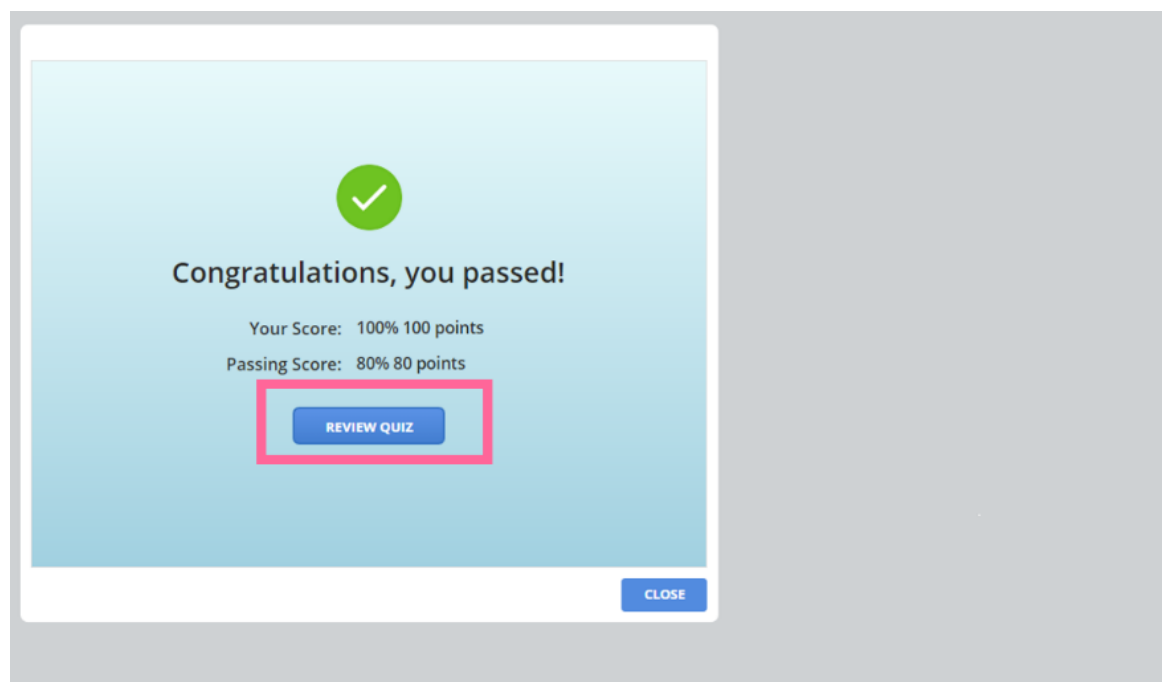 Congratulations, you passed!
Your Score: 100% 100 points
Passing Score: 80% 80 points
REVIEW QUIZ
CLOSE